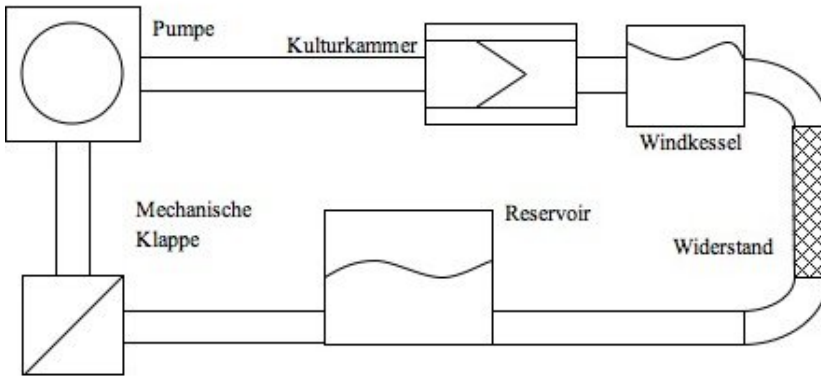 Pumpe
Kulturkammer
Windkessel
Mechanische
Klappe
Reservoir
Widerstand